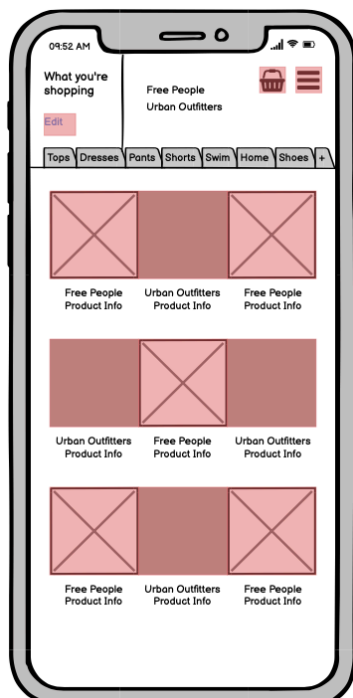 09:52 AM
What you're
shopping
Free People
Urban Outfitters
Edit
Tops Dresses Pants Shorts Swim Home Shoes +
Free People Urban Outfitters Free People
Product Info Product Info Product Info
Urban Outfitters Free People Urban Outfitters
Product Info Product Info Product Info
Free People Urban Outfitters Free People
Product Info Product Info Product Info